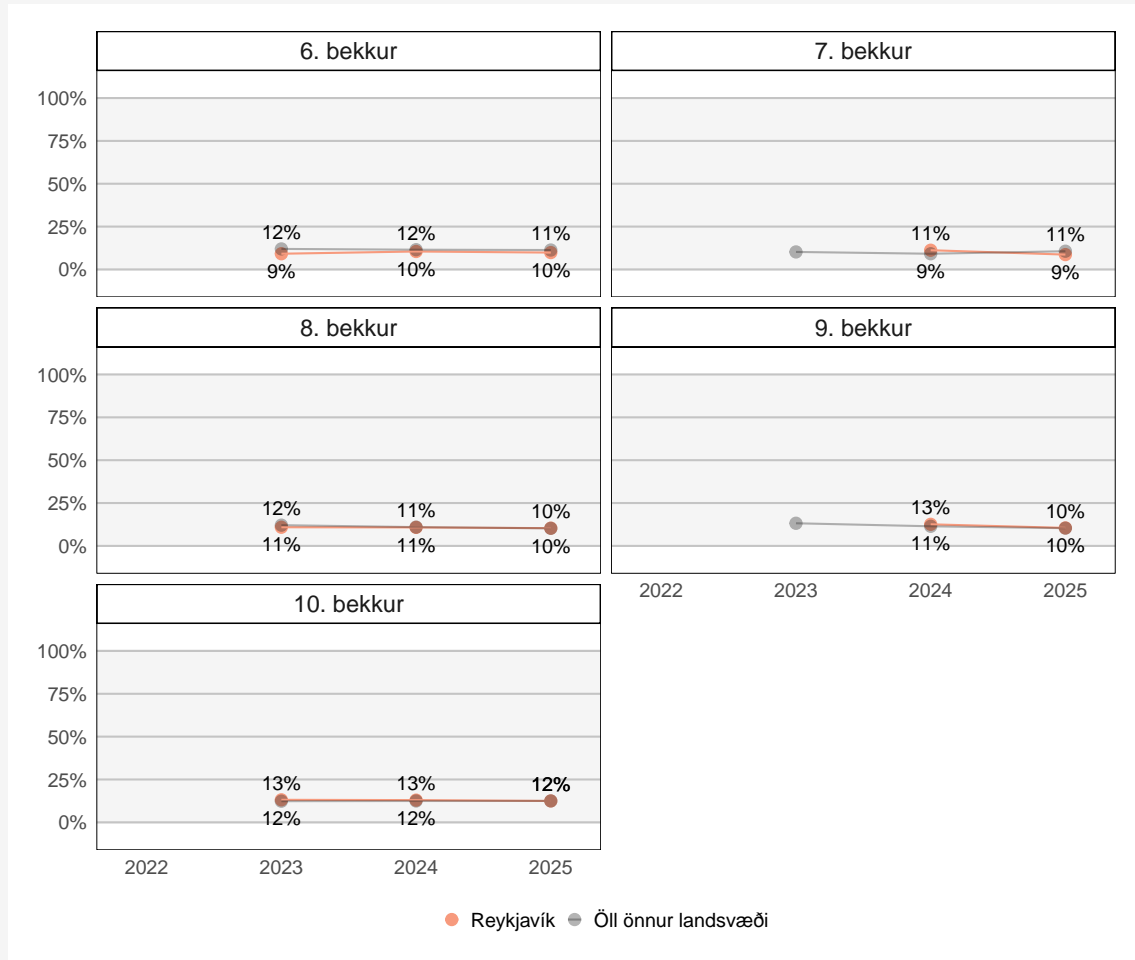 6. bekkur
7. bekkur
100%
75%
50%
25%
0%
12% 12% 11%
9% 10% 10%
11% 11%
9% 9%
8. bekkur
9. bekkur
100%
75%
50%
25%
0%
12% 11% 10%
11% 11% 10%
13% 10%
11% 10%
2022 2023 2024 2025
10. bekkur
100%
75%
50%
25%
0%
13% 13% 12%
12% 12%
2022 2023 2024 2025
Reykjavík Öll önnur landsvæði